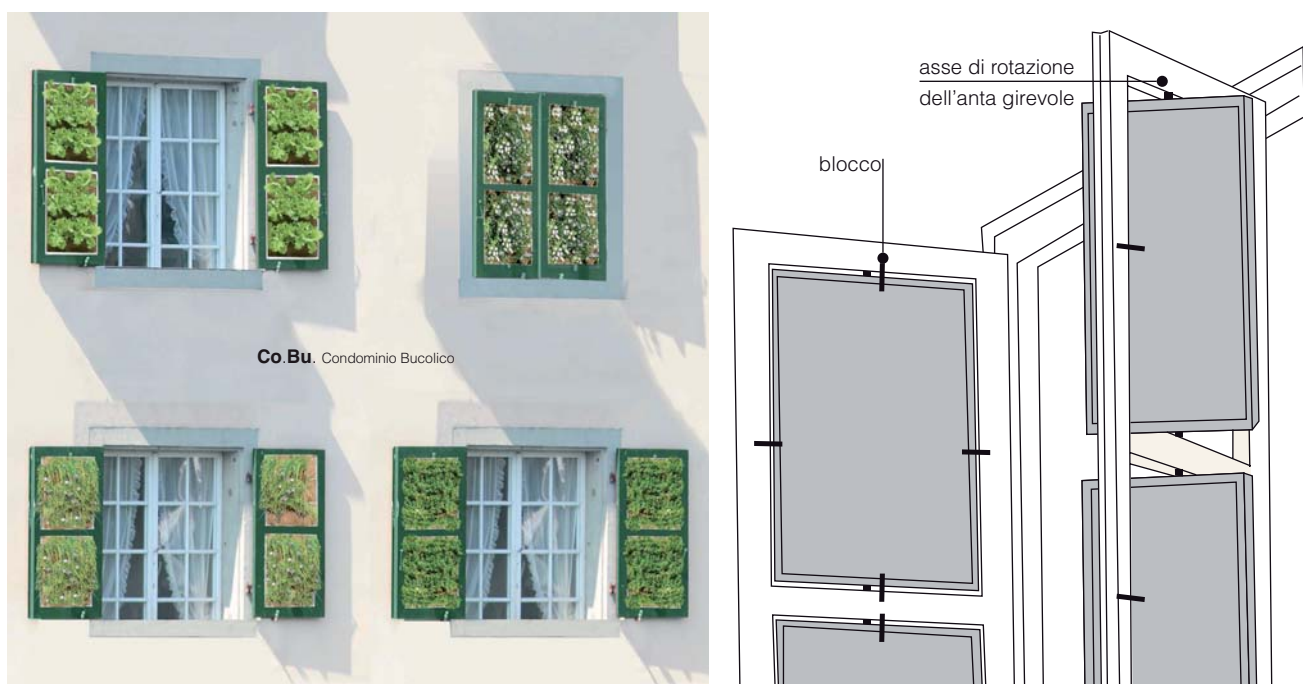 Co.Bu. Condominio Bucolico
asse di rotazione
dell'anta girevole
blocco